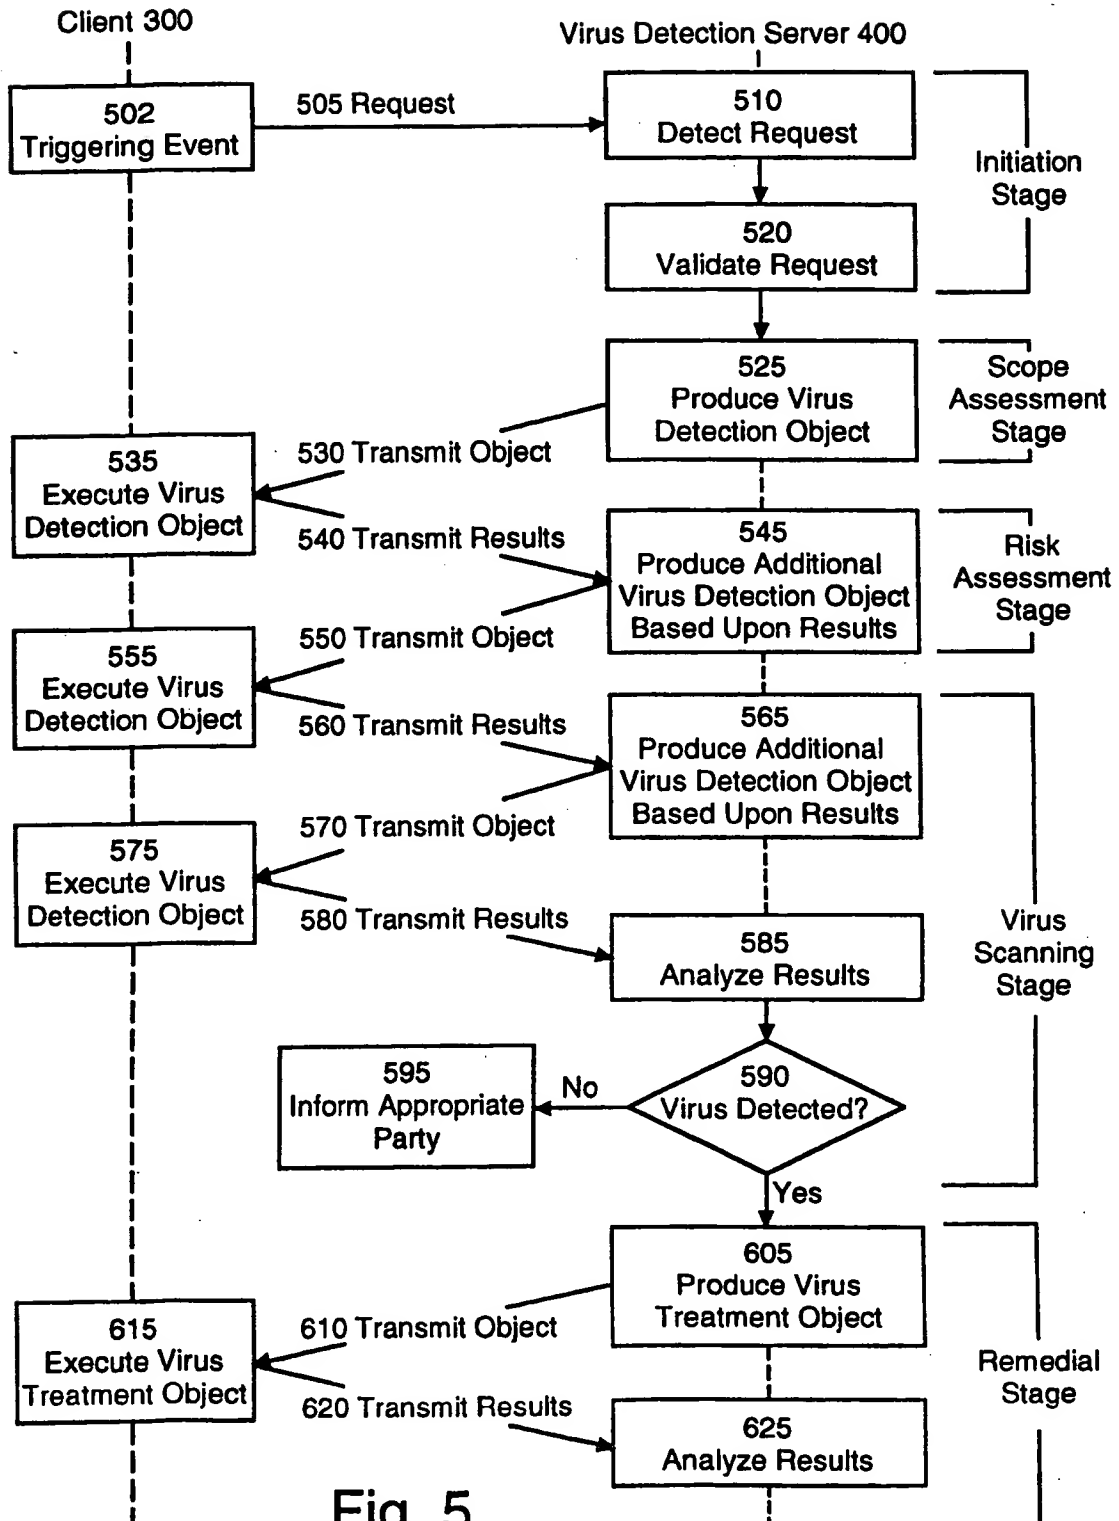 Client 300
Virus Detection Server 400
502
Triggering Event
505 Request
510
Detect Request
Initiation
Stage
520
Validate Request
525
Produce Virus
Detection Object
Scope
Assessment
Stage
530 Transmit Object
535
Execute Virus
Detection Object
540 Transmit Results
545
Produce Additional
Virus Detection Object
Based Upon Results
Risk
Assessment
Stage
550 Transmit Object
555
Execute Virus
Detection Object
560 Transmit Results
565
Produce Additional
Virus Detection Object
Based Upon Results
570 Transmit Object
575
Execute Virus
Detection Object
580 Transmit Results
585
Analyze Results
Virus
Scanning
Stage
590
Virus Detected?
No
595
Inform Appropriate
Party
Yes
605
Produce Virus
Treatment Object
610 Transmit Object
615
Execute Virus
Treatment Object
620 Transmit Results
625
Analyze Results
Remedial
Stage
Fig. 5